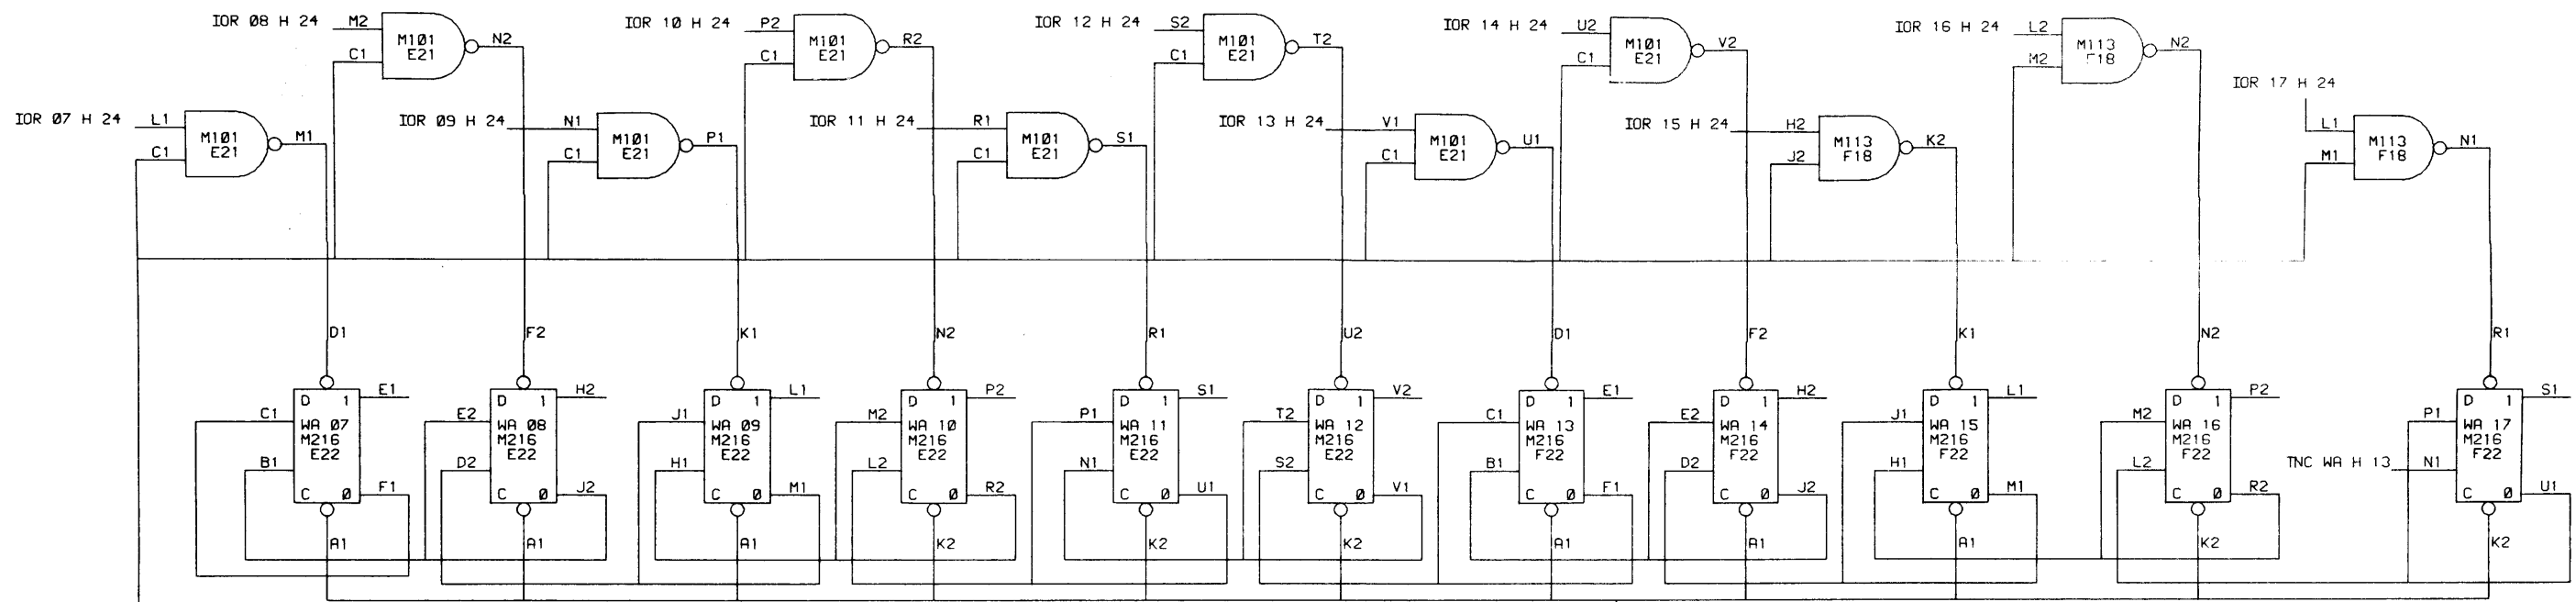 IOR Ø8 H 24 M2 M1Ø1 E21 N2 C1
IOR 1Ø H 24 P2 M1Ø1 E21 R2 C1
IOR 12 H 24 S2 M1Ø1 E21 T2 C1
IOR 14 H 24 U2 M1Ø1 E21 V2 C1
IOR 16 H 24 L2 M113 F18 N2 M2
IOR Ø7 H 24 L1 M1Ø1 E21 M1 C1
IOR Ø9 H 24 N1 M1Ø1 E21 P1 C1
IOR 11 H 24 R1 M1Ø1 E21 S1 C1
IOR 13 H 24 V1 M1Ø1 E21 U1 C1
IOR 15 H 24 H2 M113 F18 K2 J2
IOR 17 H 24 L1 M113 F18 N1 M1
D1 F2 K1 N2 R1 U2 D1 F2 K1 N2 R1
D 1 E1 C1 WA Ø7 M216 E22 B1 C Ø F1 A1
D 1 H2 E2 WA Ø8 M216 E22 D2 C Ø J2 A1
D 1 L1 J1 WA Ø9 M216 E22 H1 C Ø M1 A1
D 1 P2 M2 WA 1Ø M216 E22 L2 C Ø R2 K2
D 1 S1 P1 WA 11 M216 E22 N1 C Ø U1 K2
D 1 V2 T2 WA 12 M216 E22 S2 C Ø V1 K2
D 1 E1 C1 WA 13 M216 F22 B1 C Ø F1 A1
D 1 H2 E2 WA 14 M216 F22 D2 C Ø J2 A1
D 1 L1 J1 WA 15 M216 F22 H1 C Ø M1 A1
D 1 P2 M2 WA 16 M216 F22 L2 C Ø R2 K2
D 1 S1 P1 WA 17 M216 F22 TNC WA H 13 N1 C Ø U1 K2